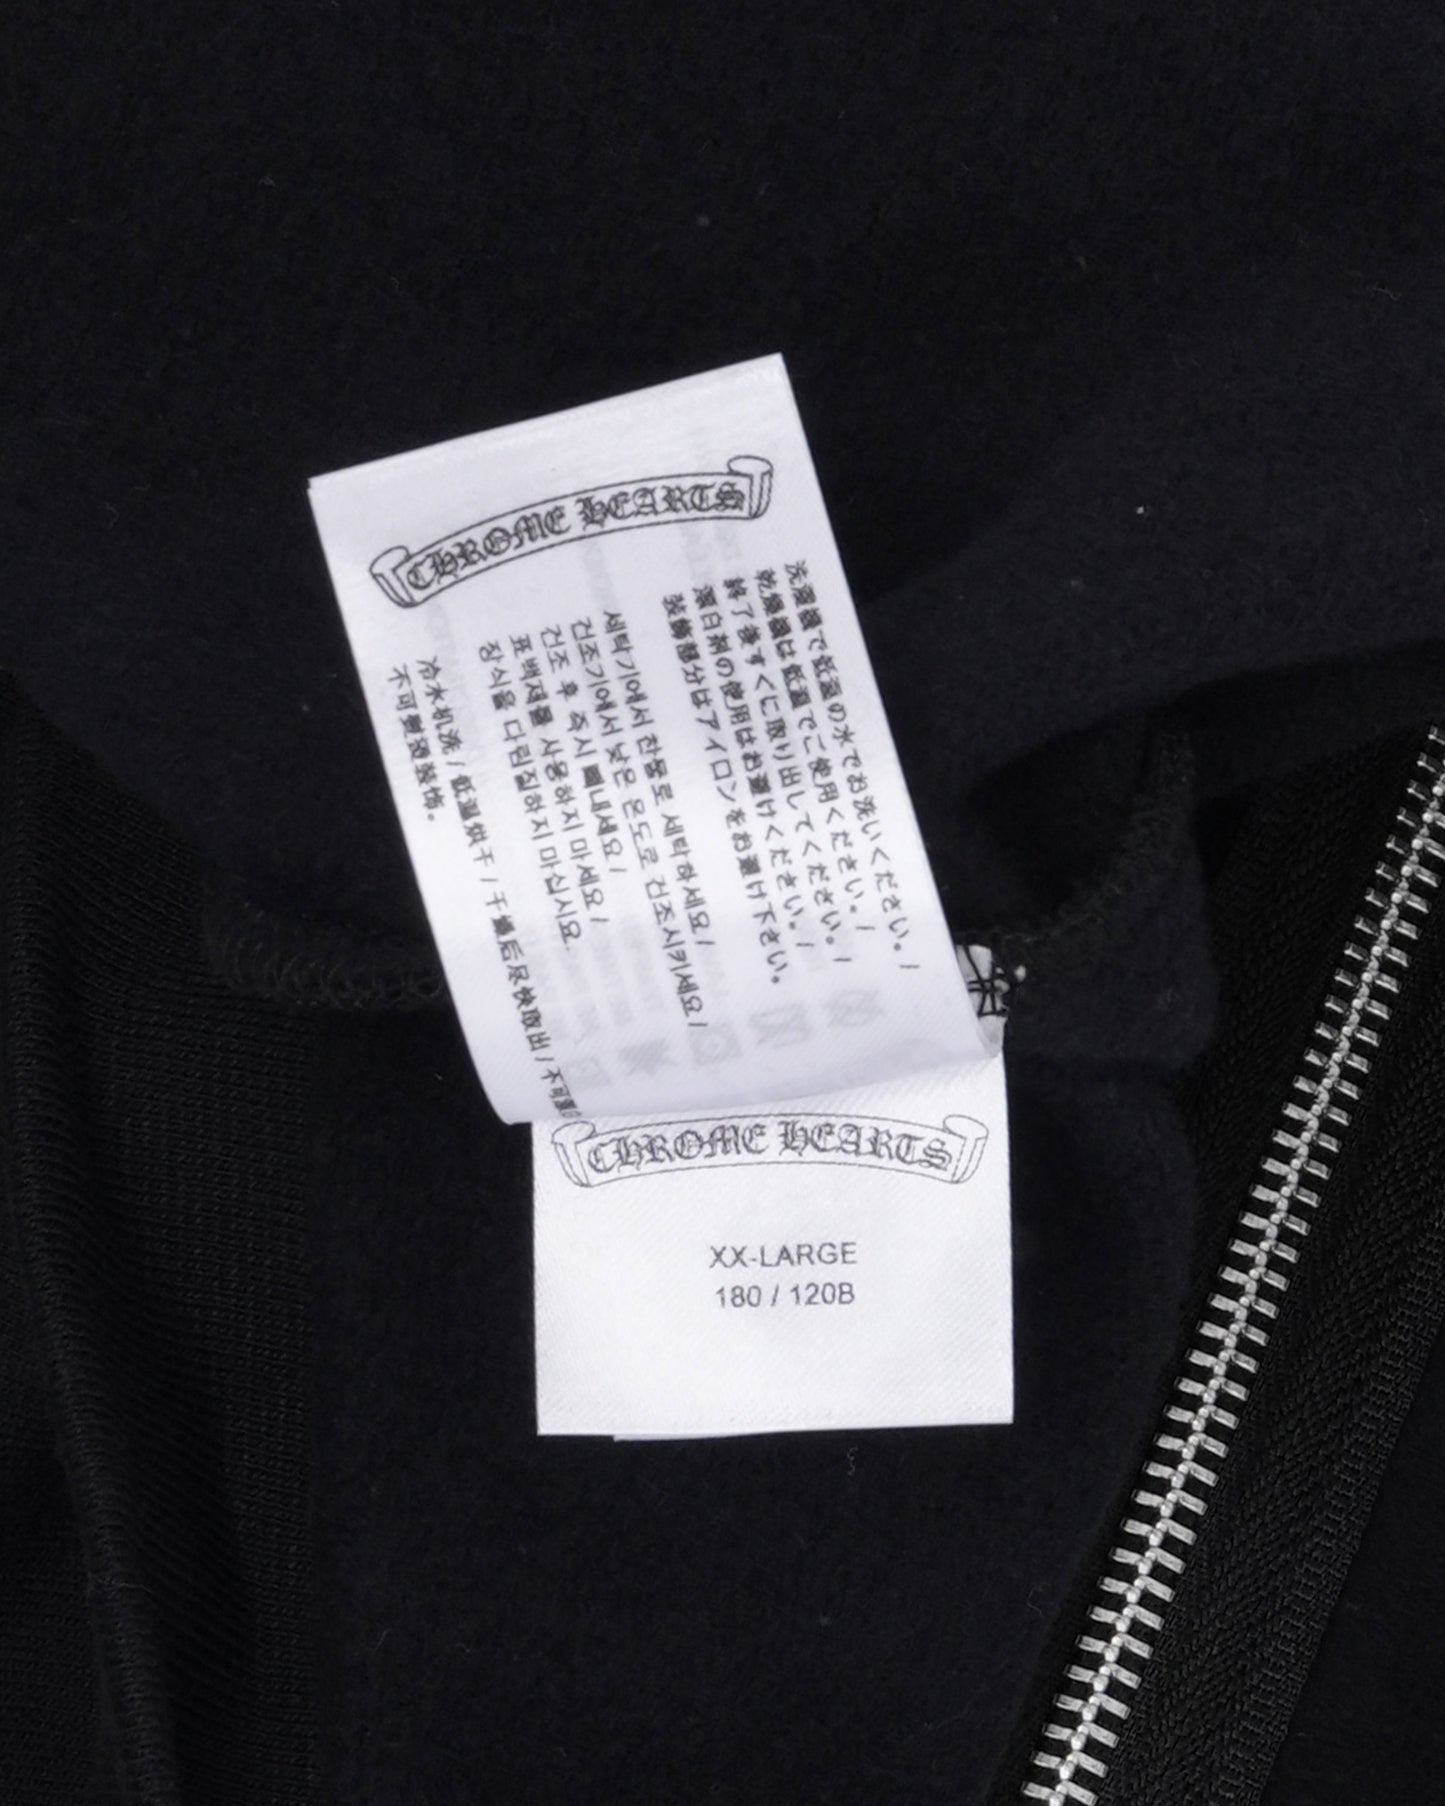 CHROME HEARTS
洗濯機で低温の水でお洗いください。/
乾燥機は低温でご使用ください。/
終了後すぐに取り出してください。/
漂白剤の使用はお避けください。/
装飾部分はアイロンをお避け下さい。
세탁기에서 찬물로 세탁하세요 /
건조기에서 낮은 온도로 건조시키세요 /
건조 후 즉시 빼내세요 /
표백제를 사용하지 마세요 /
장식을 다림질하지 마십시오
冷水机洗 / 低温烘干 / 干燥后尽快取出 / 不可漂
不可熨烫装饰。
CHROME HEARTS
XX-LARGE
180 / 120B